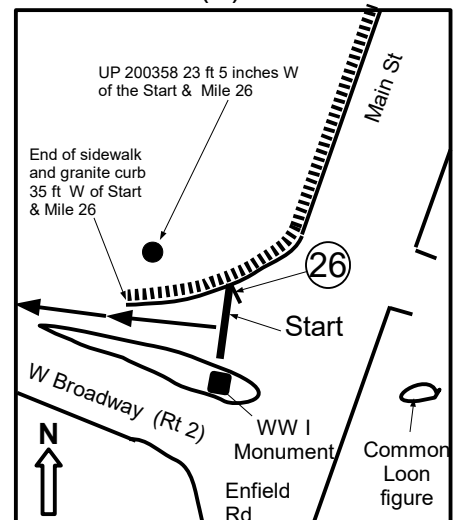 UP 200358 23 ft 5 inches W
of the Start & Mile 26
Main St
End of sidewalk
and granite curb
35 ft W of Start
& Mile 26
26
Start
W Broadway (Rt 2)
WW I
Monument
Common
Loon
figure
N
Enfield
Rd